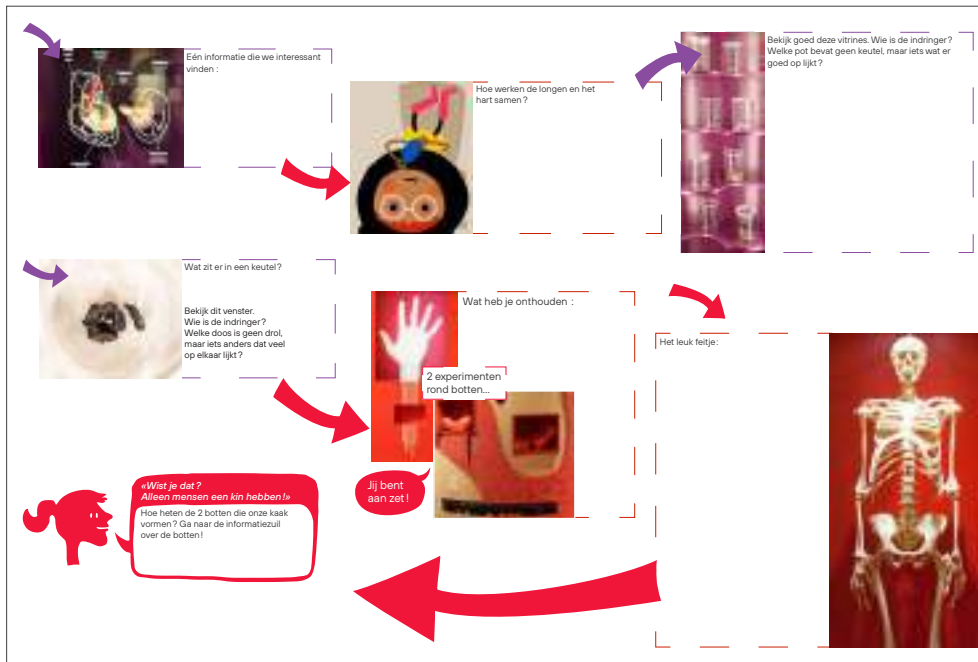 Eén informatie die we interessant
vinden :
Hoe werken de longen en het
hart samen ?
Bekijk goed deze vitrines. Wie is de indringer?
Welke pot bevat geen keutel, maar iets wat er
goed op lijkt ?
Wat zit er in een keutel?
Bekijk dit venster.
Wie is de indringer?
Welke doos is geen drol,
maar iets anders dat veel
op elkaar lijkt ?
Wat heb je onthouden :
2 experimenten
rond botten...
Jij bent
aan zet !
Het leuk feitje :
«Wist je dat ?
Alleen mensen een kin hebben !»
Hoe heten de 2 botten die onze kaak
vormen ? Ga naar de informatiezuil
over de botten !